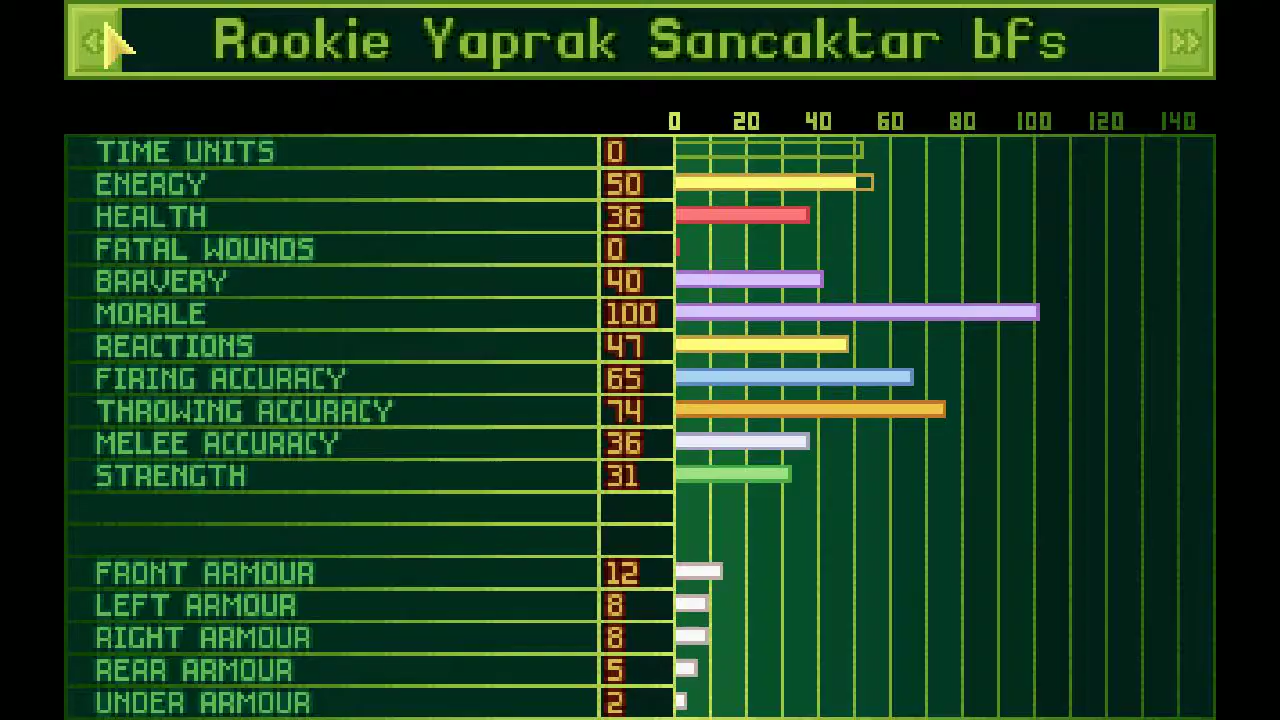 Rookie Yaprak Sancaktar bfs
0 20 40 60 80 100 120 140
TIME UNITS 0
ENERGY 50
HEALTH 36
FATAL WOUNDS 0
BRAVERY 40
MORALE 100
REACTIONS 47
FIRING ACCURACY 65
THROWING ACCURACY 74
MELEE ACCURACY 36
STRENGTH 31
FRONT ARMOUR 12
LEFT ARMOUR 8
RIGHT ARMOUR 8
REAR ARMOUR 5
UNDER ARMOUR 2